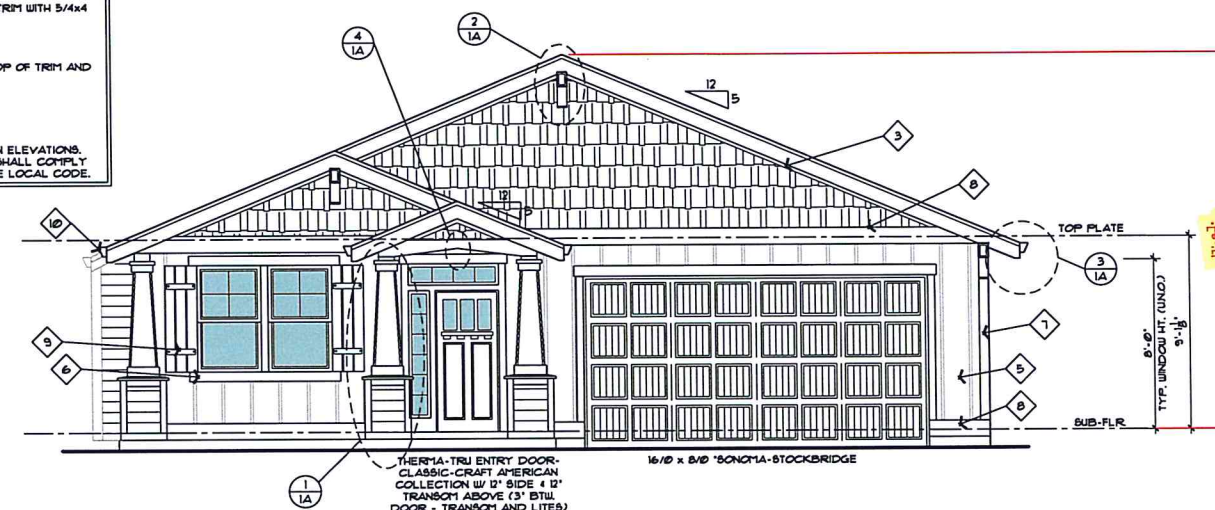 TRIM WITH 5/4x4
OP OF TRIM AND
N ELEVATIONS.
SHALL COMPLY
E LOCAL CODE.
2
1A
4
1A
12
5
3
8
12
10
TOP PLATE
3
1A
9
6
7
5
8
8'-0"
TYP. WINDOW HT. (U.N.O.)
9'-1 1/8"
SUB-FLR
1
1A
THERMA-TRU ENTRY DOOR-
CLASSIC-CRAFT AMERICAN
COLLECTION W/ 12" SIDE & 12"
TRANSOM ABOVE (3" BTW.
DOOR - TRANSOM AND LITES)
16/0 x 8/0 "SONOMA-STOCKBRIDGE